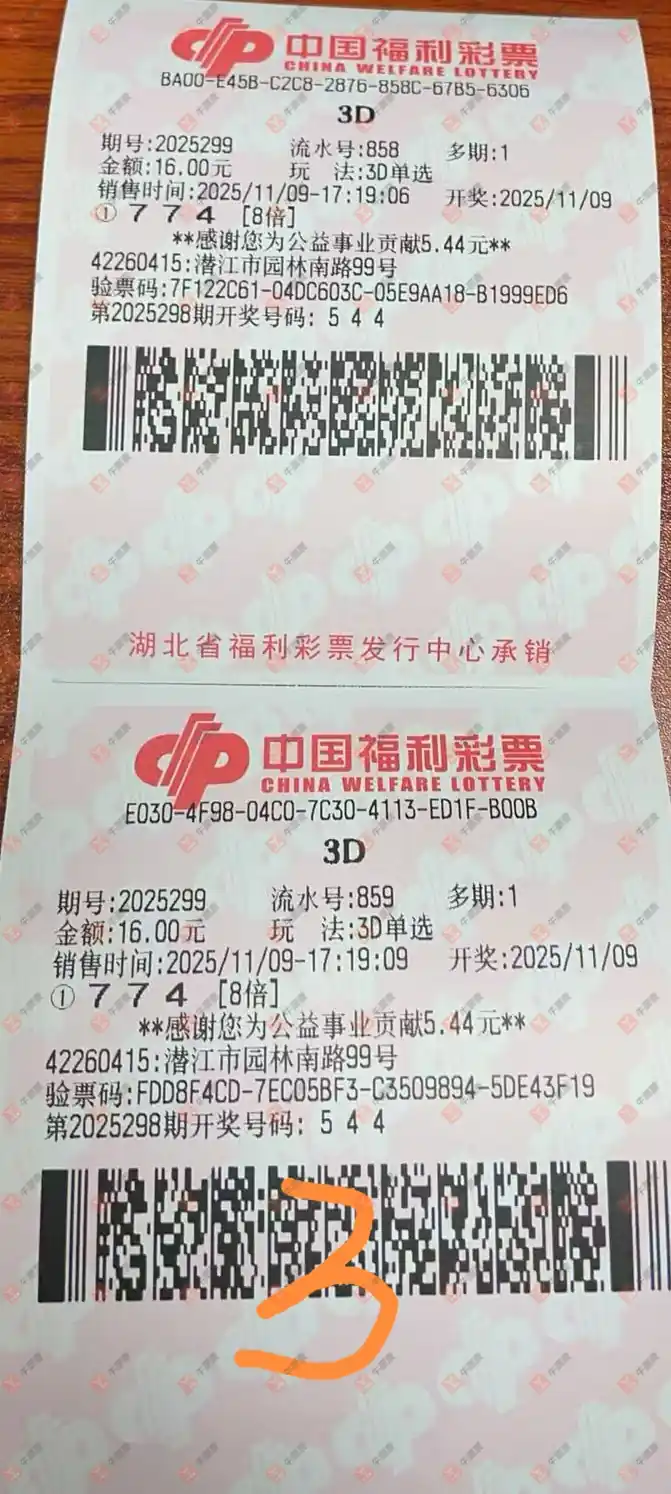 中国福利彩票
CHINA WELFARE LOTTERY
BA00-E45B-C2C8-2876-858C-67B5-6306
3D
期号:2025299 流水号:858 多期:1
金额:16.00元 玩 法:3D单选
销售时间:2025/11/09-17:19:06 开奖:2025/11/09
① 7 7 4 [8倍]
**感谢您为公益事业贡献5.44元**
42260415:潜江市园林南路99号
验票码:7F122C61-04DC603C-05E9AA18-B1999ED6
第2025298期开奖号码: 5 4 4
湖北省福利彩票发行中心承销
中国福利彩票
CHINA WELFARE LOTTERY
E030-4F98-04C0-7C30-4113-ED1F-B00B
3D
期号:2025299 流水号:859 多期:1
金额:16.00元 玩 法:3D单选
销售时间:2025/11/09-17:19:09 开奖:2025/11/09
① 7 7 4 [8倍]
**感谢您为公益事业贡献5.44元**
42260415:潜江市园林南路99号
验票码:FDD8F4CD-7EC05BF3-C3509894-5DE43F19
第2025298期开奖号码: 5 4 4
3